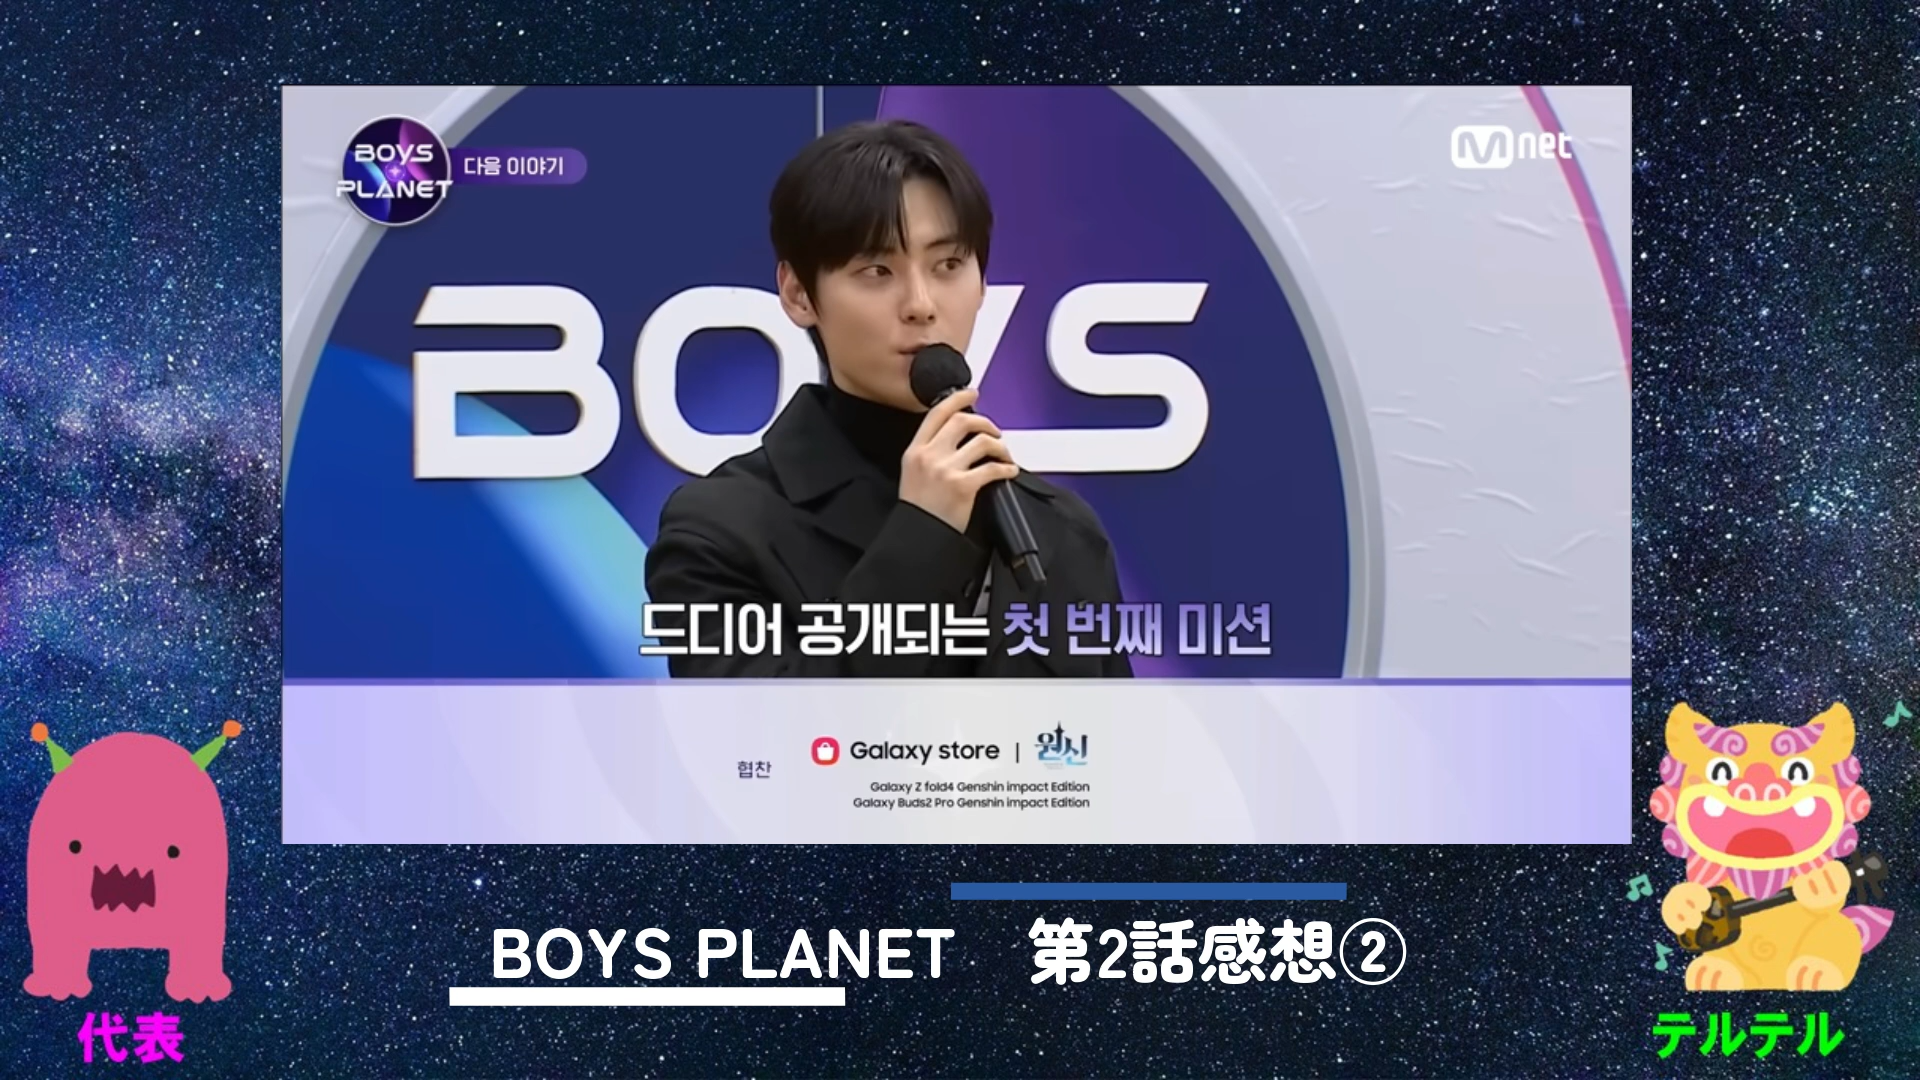 BOYS
PLANET
다음 이야기
Mnet
BOYS
드디어 공개되는 첫 번째 미션
협찬
Galaxy store | 원신
Galaxy Z fold4 Genshin impact Edition
Galaxy Buds2 Pro Genshin impact Edition
BOYS PLANET 第2話感想②
代表
テルテル